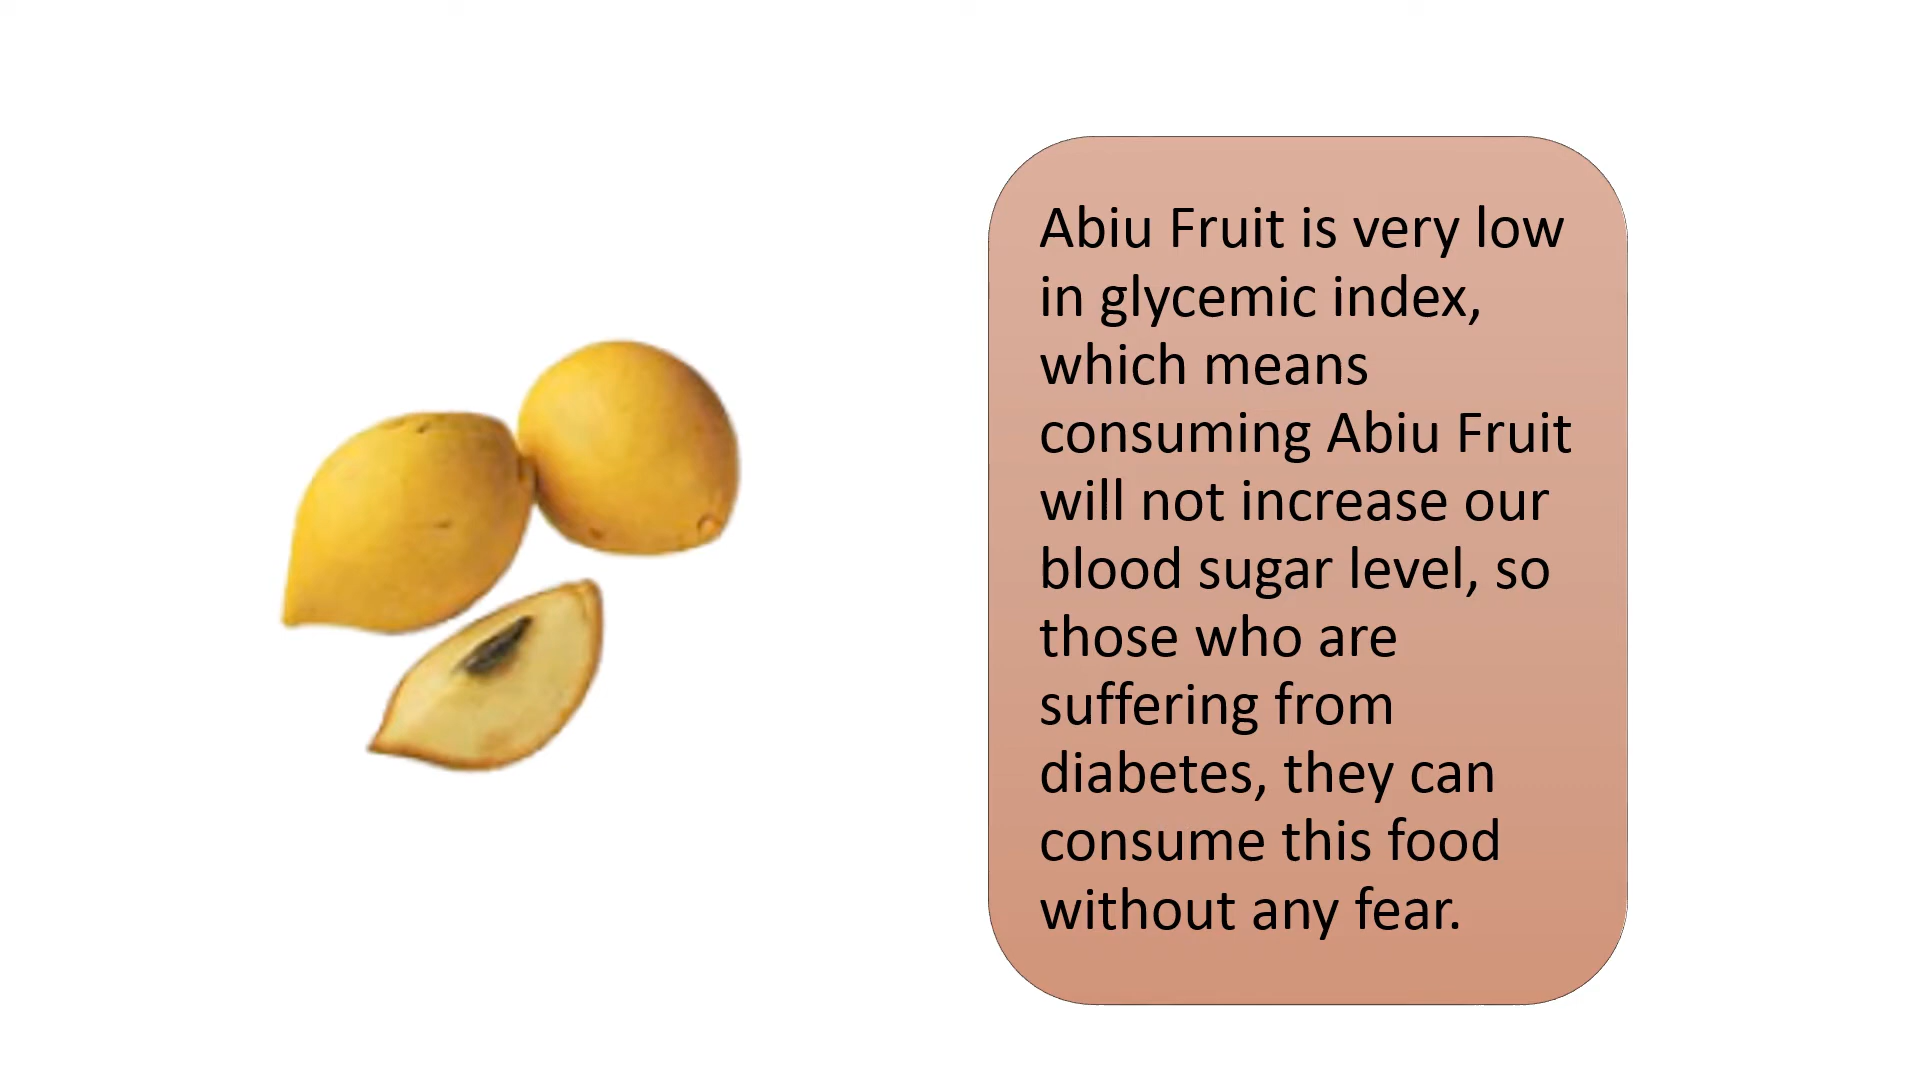 Abiu Fruit is very low
in glycemic index,
which means
consuming Abiu Fruit
will not increase our
blood sugar level, so
those who are
suffering from
diabetes, they can
consume this food
without any fear.